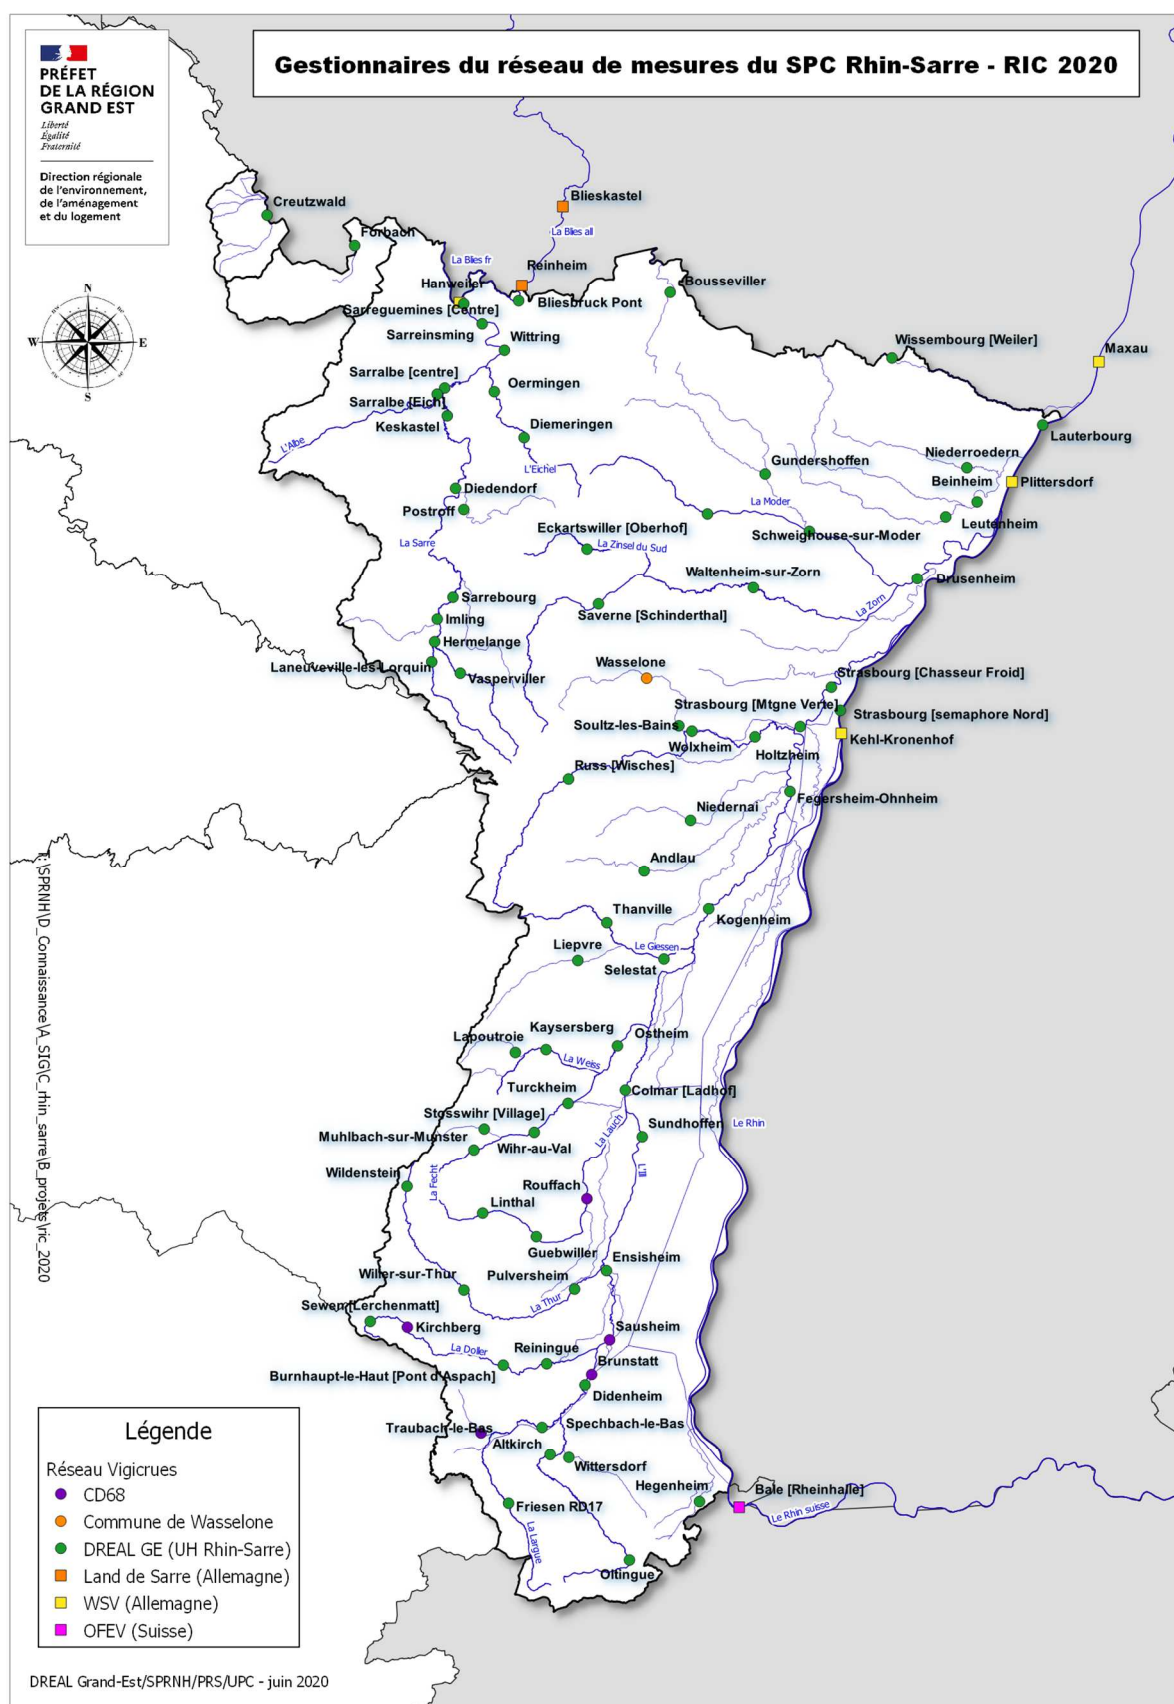 PRÉFET
DE LA RÉGION
GRAND EST
Liberté
Égalité
Fraternité
Direction régionale
de l'environnement,
de l'aménagement
et du logement
Gestionnaires du réseau de mesures du SPC Rhin-Sarre - RIC 2020
N
W
E
S
Creutzwald
Forbach
Blieskastel
La Blies all
La Blies fr
Reinheim
Hanweiler
Bliesbruck Pont
Bousseviller
Sarreguemines [Centre]
Sarreinsming
Wittring
Wissembourg [Weiler]
Maxau
Sarralbe [centre]
Oermingen
Sarralbe [Eich]
Keskastel
Diemeringen
Lauterbourg
L'Albe
L'Eichel
Gundershoffen
Niederroedern
Beinheim
Plittersdorf
Diedendorf
La Moder
Postroff
Eckartswiller [Oberhof]
Leutenheim
Schweighouse-sur-Moder
La Sarre
La Zinsel du Sud
Waltenheim-sur-Zorn
Drusenheim
Sarrebourg
La Zorn
Saverne [Schinderthal]
Imling
Hermelange
Laneuveville-les-Lorquin
Vasperviller
Wasselone
Strasbourg [Chasseur Froid]
Strasbourg [Mtgne Verte]
Strasbourg [semaphore Nord]
Soultz-les-Bains
Kehl-Kronenhof
Wolxheim
Holtzheim
Russ [Wisches]
Fegersheim-Ohnheim
Niedernai
Andlau
Thanville
Kogenheim
Le Giessen
Liepvre
Selestat
Kaysersberg
Ostheim
Lapoutroie
La Weiss
Turckheim
Colmar [Ladhof]
Stosswihr [Village]
La Lauch
Sundhoffen
Le Rhin
Muhlbach-sur-Munster
Wihr-au-Val
Wildenstein
La Fecht
L'Ill
Rouffach
Linthal
Guebwiller
Ensisheim
Willer-sur-Thur
Pulversheim
La Thur
Sewen [Lerchenmatt]
Kirchberg
Sausheim
La Doller
Reiningue
Brunstatt
Burnhaupt-le-Haut [Pont d'Aspach]
Didenheim
Traubach-le-Bas
Spechbach-le-Bas
Altkirch
Wittersdorf
Hegenheim
Bale [Rheinhalle]
Le Rhin suisse
Friesen RD17
La Largue
Oltingue
T:\SPRNH\D_Connaissance\A_SIG\C_rhin_sarre\B_projets\ric_2020
Légende
Réseau Vigicrues
CD68
Commune de Wasselone
DREAL GE (UH Rhin-Sarre)
Land de Sarre (Allemagne)
WSV (Allemagne)
OFEV (Suisse)
DREAL Grand-Est/SPRNH/PRS/UPC - juin 2020